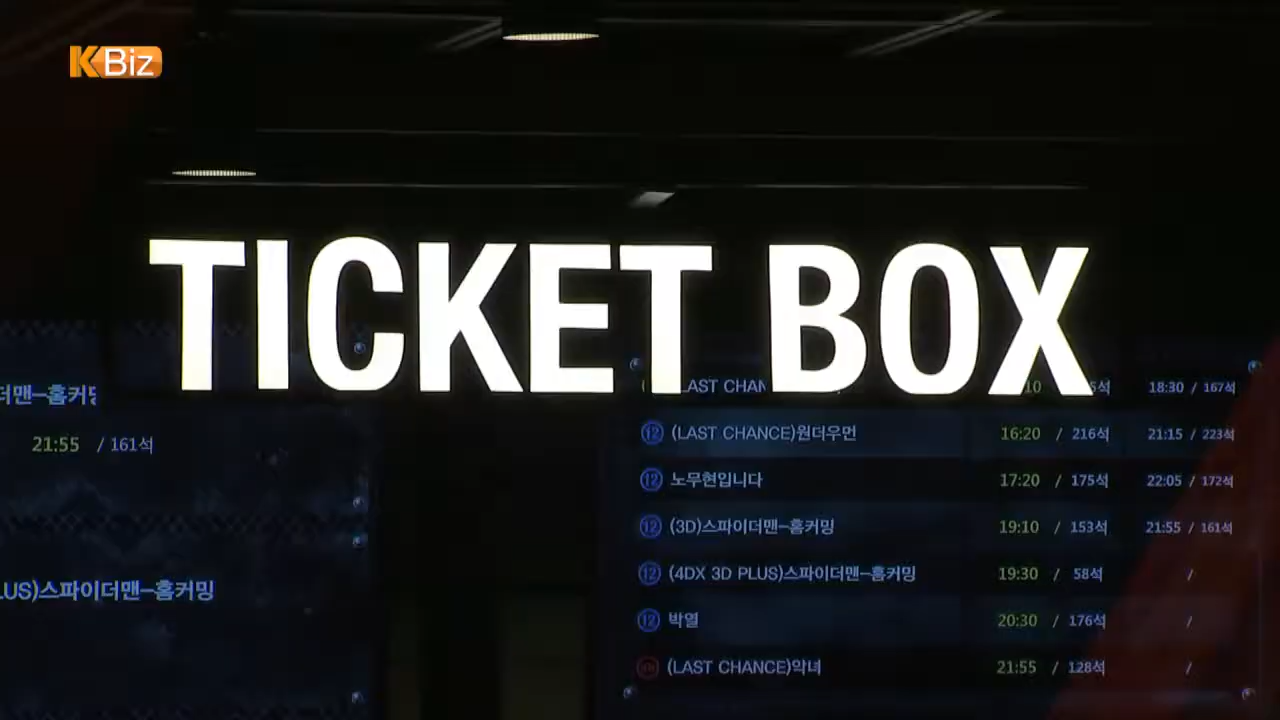 KBiz
TICKET BOX
LAST CHAN 18:30 / 167석
더맨-홈커밍
21:55 / 161석
⑫ (LAST CHANCE)원더우먼 16:20 / 216석 21:15 / 223석
⑫ 노무현입니다 17:20 / 175석 22:05 / 172석
⑫ (3D)스파이더맨-홈커밍 19:10 / 153석 21:55 / 161석
⑫ (4DX 3D PLUS)스파이더맨-홈커밍 19:30 / 58석 /
LUS)스파이더맨-홈커밍
⑫ 박열 20:30 / 176석 /
(LAST CHANCE)악녀 21:55 / 128석 /